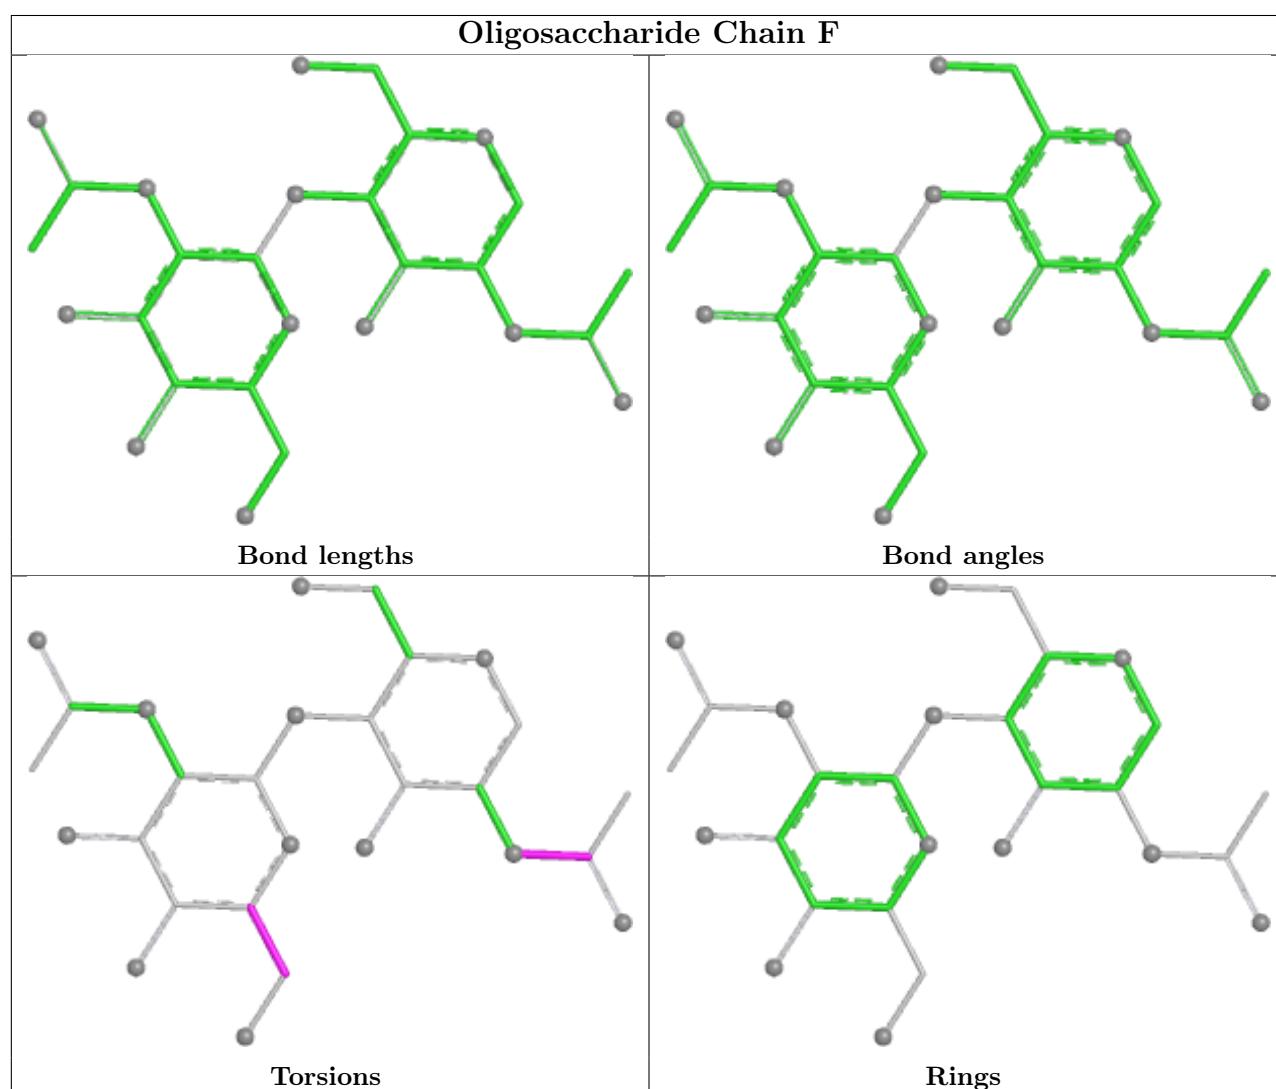 Oligosaccharide Chain F
Bond lengths
Bond angles
Torsions
Rings